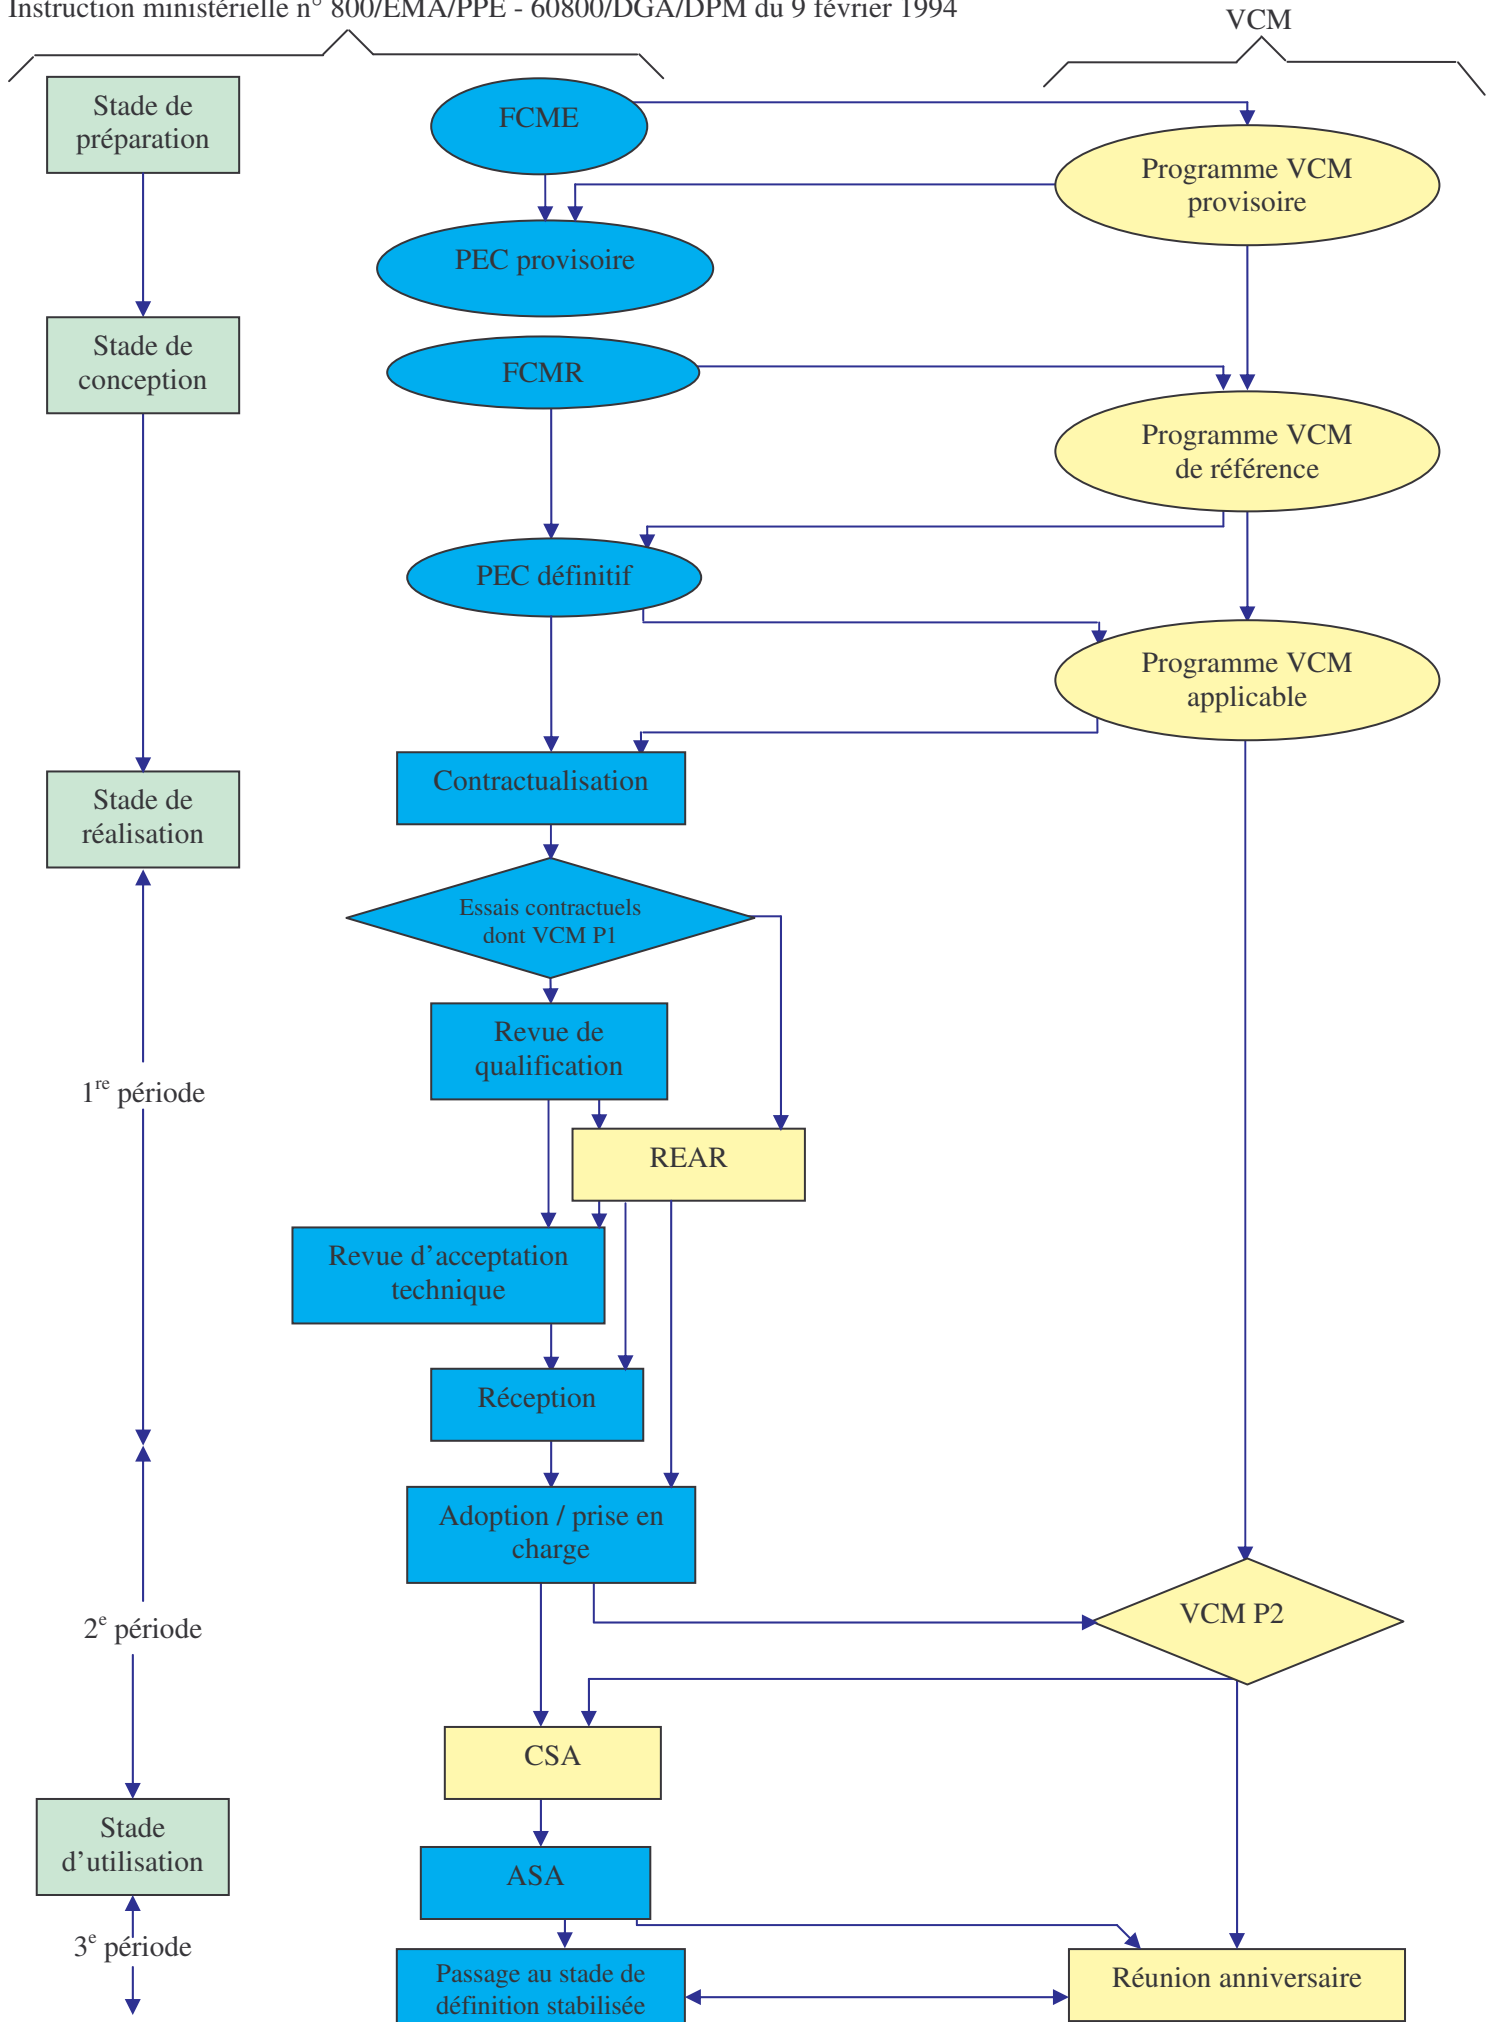 Instruction ministérielle n° 800/EMA/PPE - 60800/DGA/DPM du 9 février 1994
VCM
Stade de
préparation
FCME
Programme VCM
provisoire
PEC provisoire
Stade de
conception
FCMR
Programme VCM
de référence
PEC définitif
Programme VCM
applicable
Contractualisation
Stade de
réalisation
Essais contractuels
dont VCM P1
Revue de
qualification
1re période
REAR
Revue d’acceptation
technique
Réception
Adoption / prise en
charge
2e période
VCM P2
CSA
Stade
d’utilisation
ASA
3e période
Passage au stade de
définition stabilisée
Réunion anniversaire